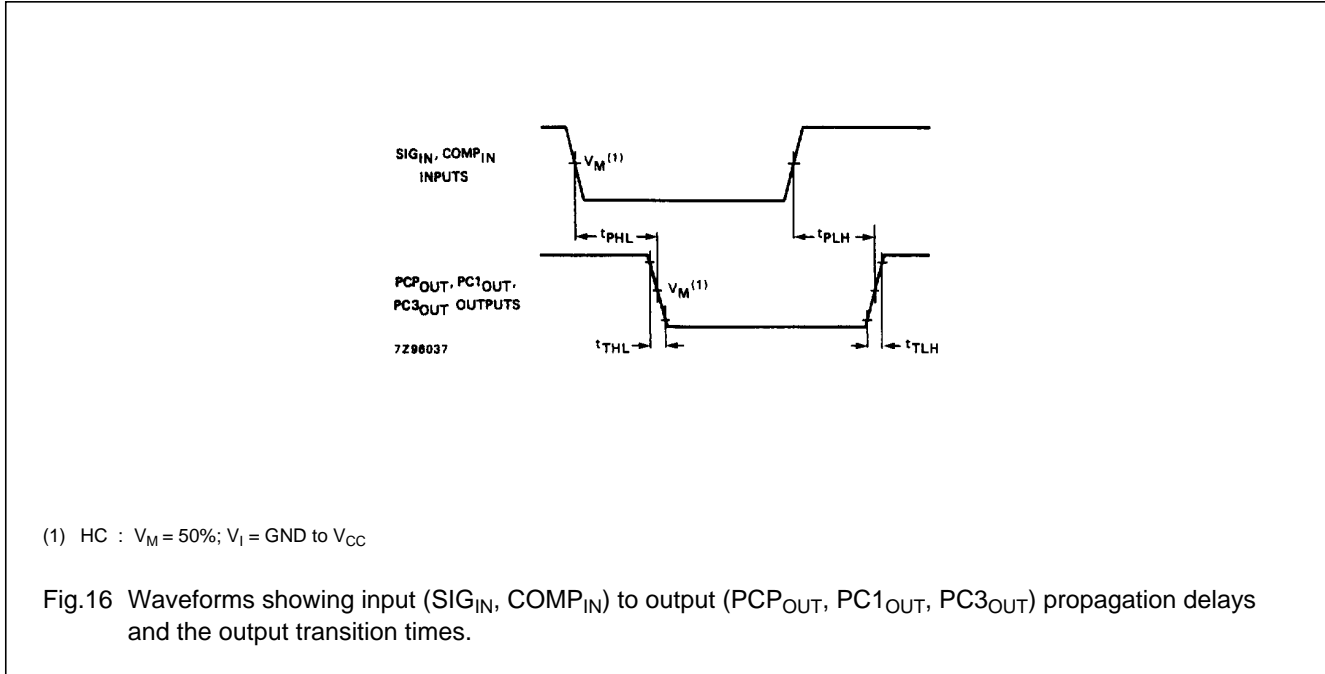 SIG_IN, COMP_IN
INPUTS
V_M(1)
t_PHL
t_PLH
PCP_OUT, PC1_OUT,
PC3_OUT OUTPUTS
V_M(1)
7Z96037
t_THL
t_TLH
(1) HC : V_M = 50%; V_I = GND to V_CC
Fig.16 Waveforms showing input (SIG_IN, COMP_IN) to output (PCP_OUT, PC1_OUT, PC3_OUT) propagation delays
and the output transition times.